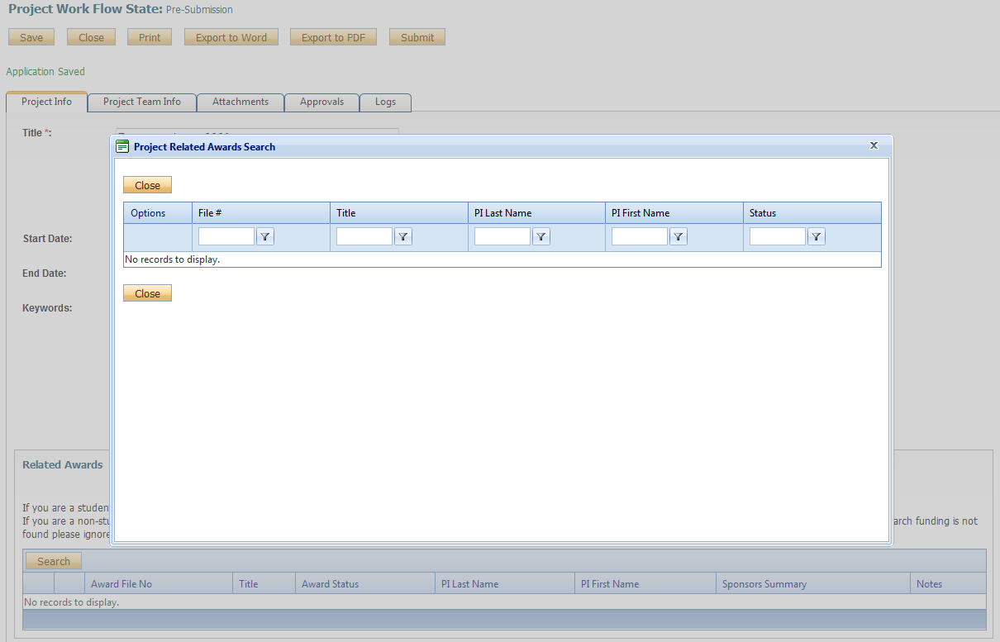 Project Work Flow State: Pre-Submission
Save Close Print Export to Word Export to PDF Submit
Application Saved
Project Info Project Team Info Attachments Approvals Logs
Title *:
Project Related Awards Search
Close
Options File # Title PI Last Name PI First Name Status
No records to display.
Close
Start Date:
End Date:
Keywords:
Related Awards
If you are a studen
If you are a non-stu arch funding is not
found please ignore
Search
Award File No Title Award Status PI Last Name PI First Name Sponsors Summary Notes
No records to display.